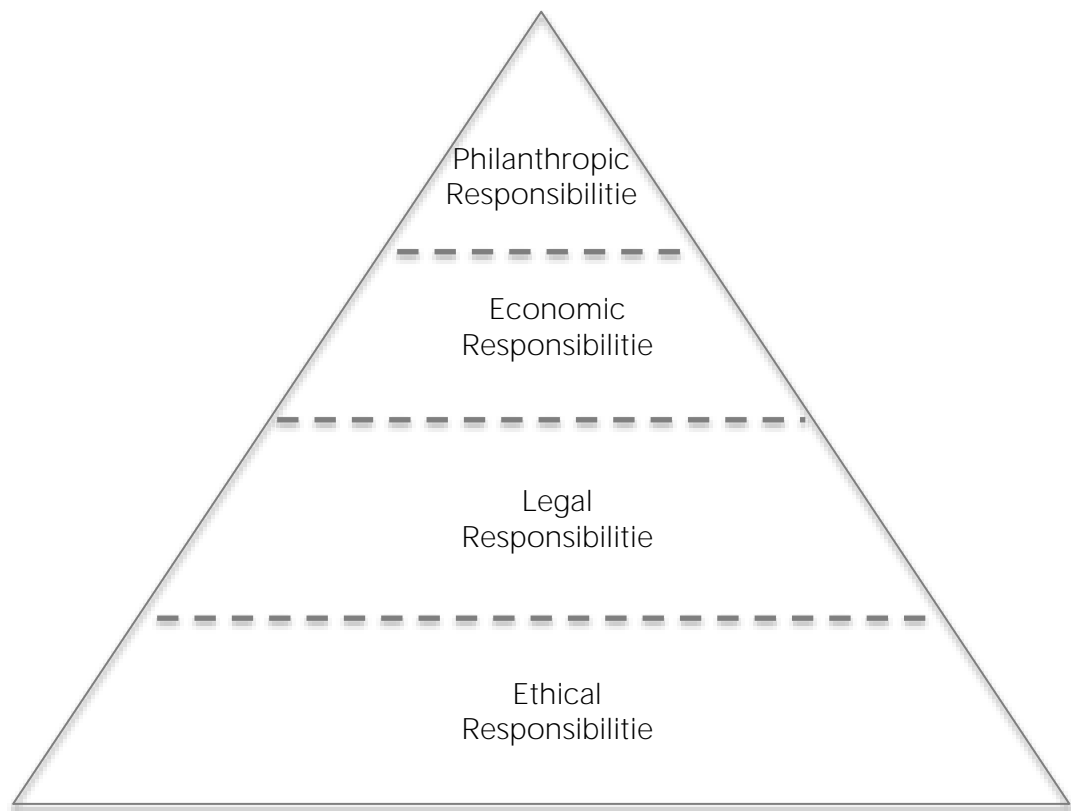 Philanthropic
Responsibilitie
Economic
Responsibilitie
Legal
Responsibilitie
Ethical
Responsibilitie